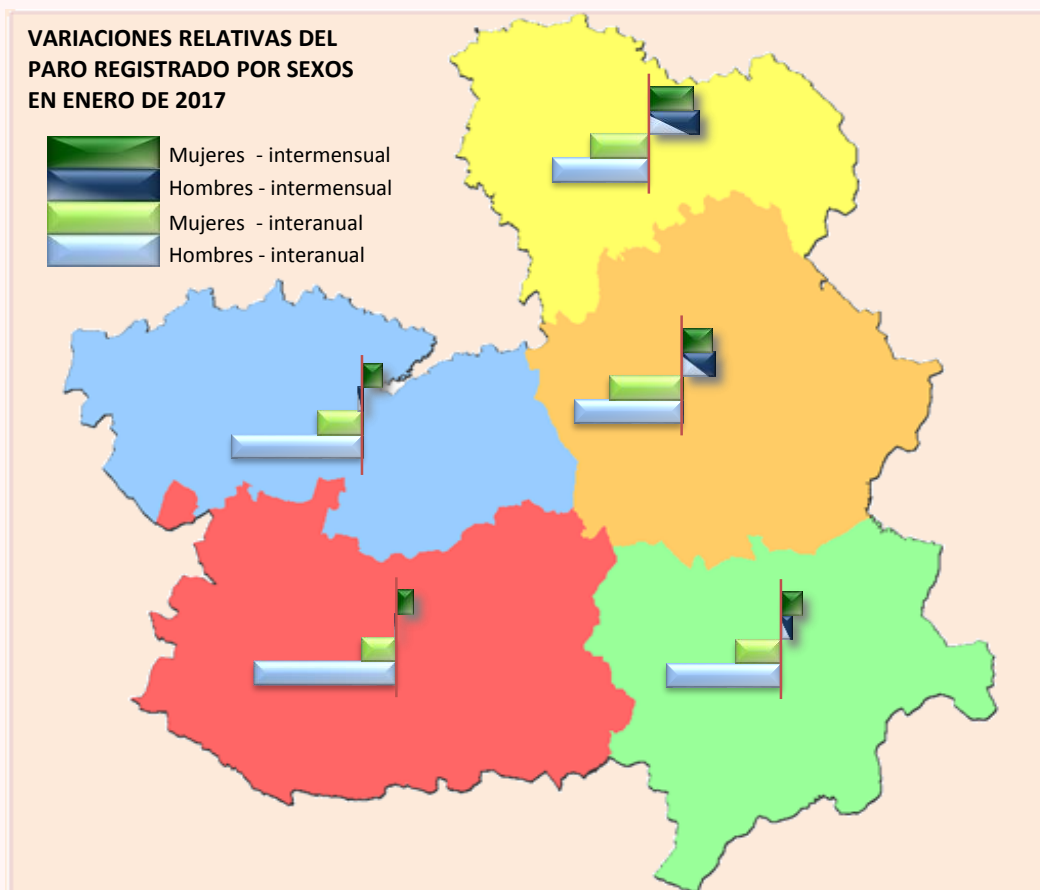 VARIACIONES RELATIVAS DEL
PARO REGISTRADO POR SEXOS
EN ENERO DE 2017
Mujeres - intermensual
Hombres - intermensual
Mujeres - interanual
Hombres - interanual